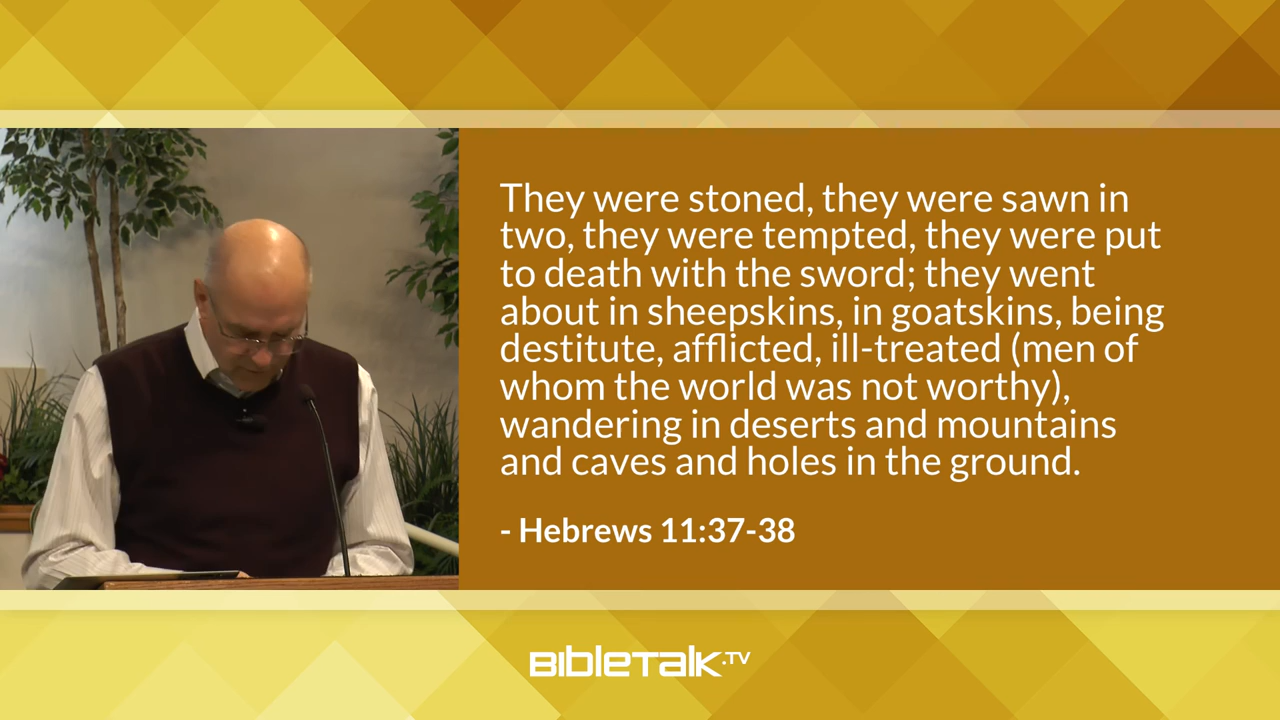 They were stoned, they were sawn in
two, they were tempted, they were put
to death with the sword; they went
about in sheepskins, in goatskins, being
destitute, afflicted, ill-treated (men of
whom the world was not worthy),
wandering in deserts and mountains
and caves and holes in the ground.
- Hebrews 11:37-38
BIBLETALK.TV